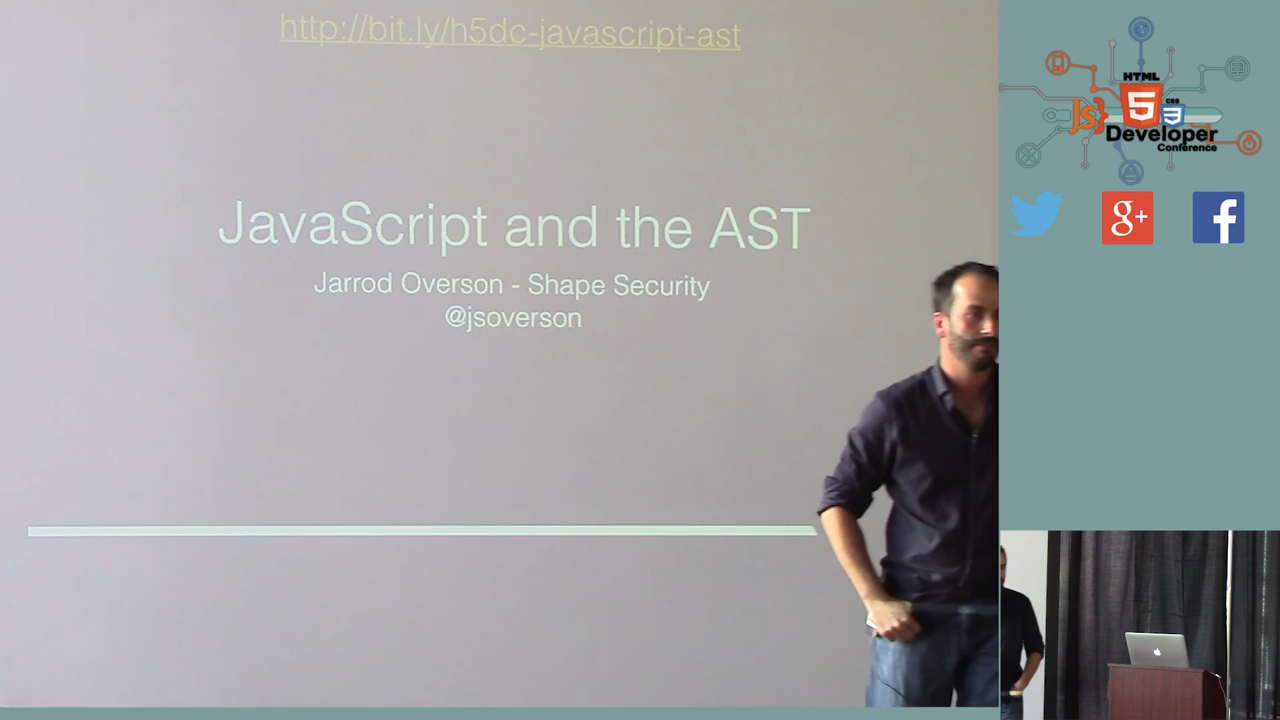 http://bit.ly/h5dc-javascript-ast
JavaScript and the AST
Jarrod Overson - Shape Security
@jsoverson
HTML
5
CSS
3
JS}
Developer
Conference
g+
f